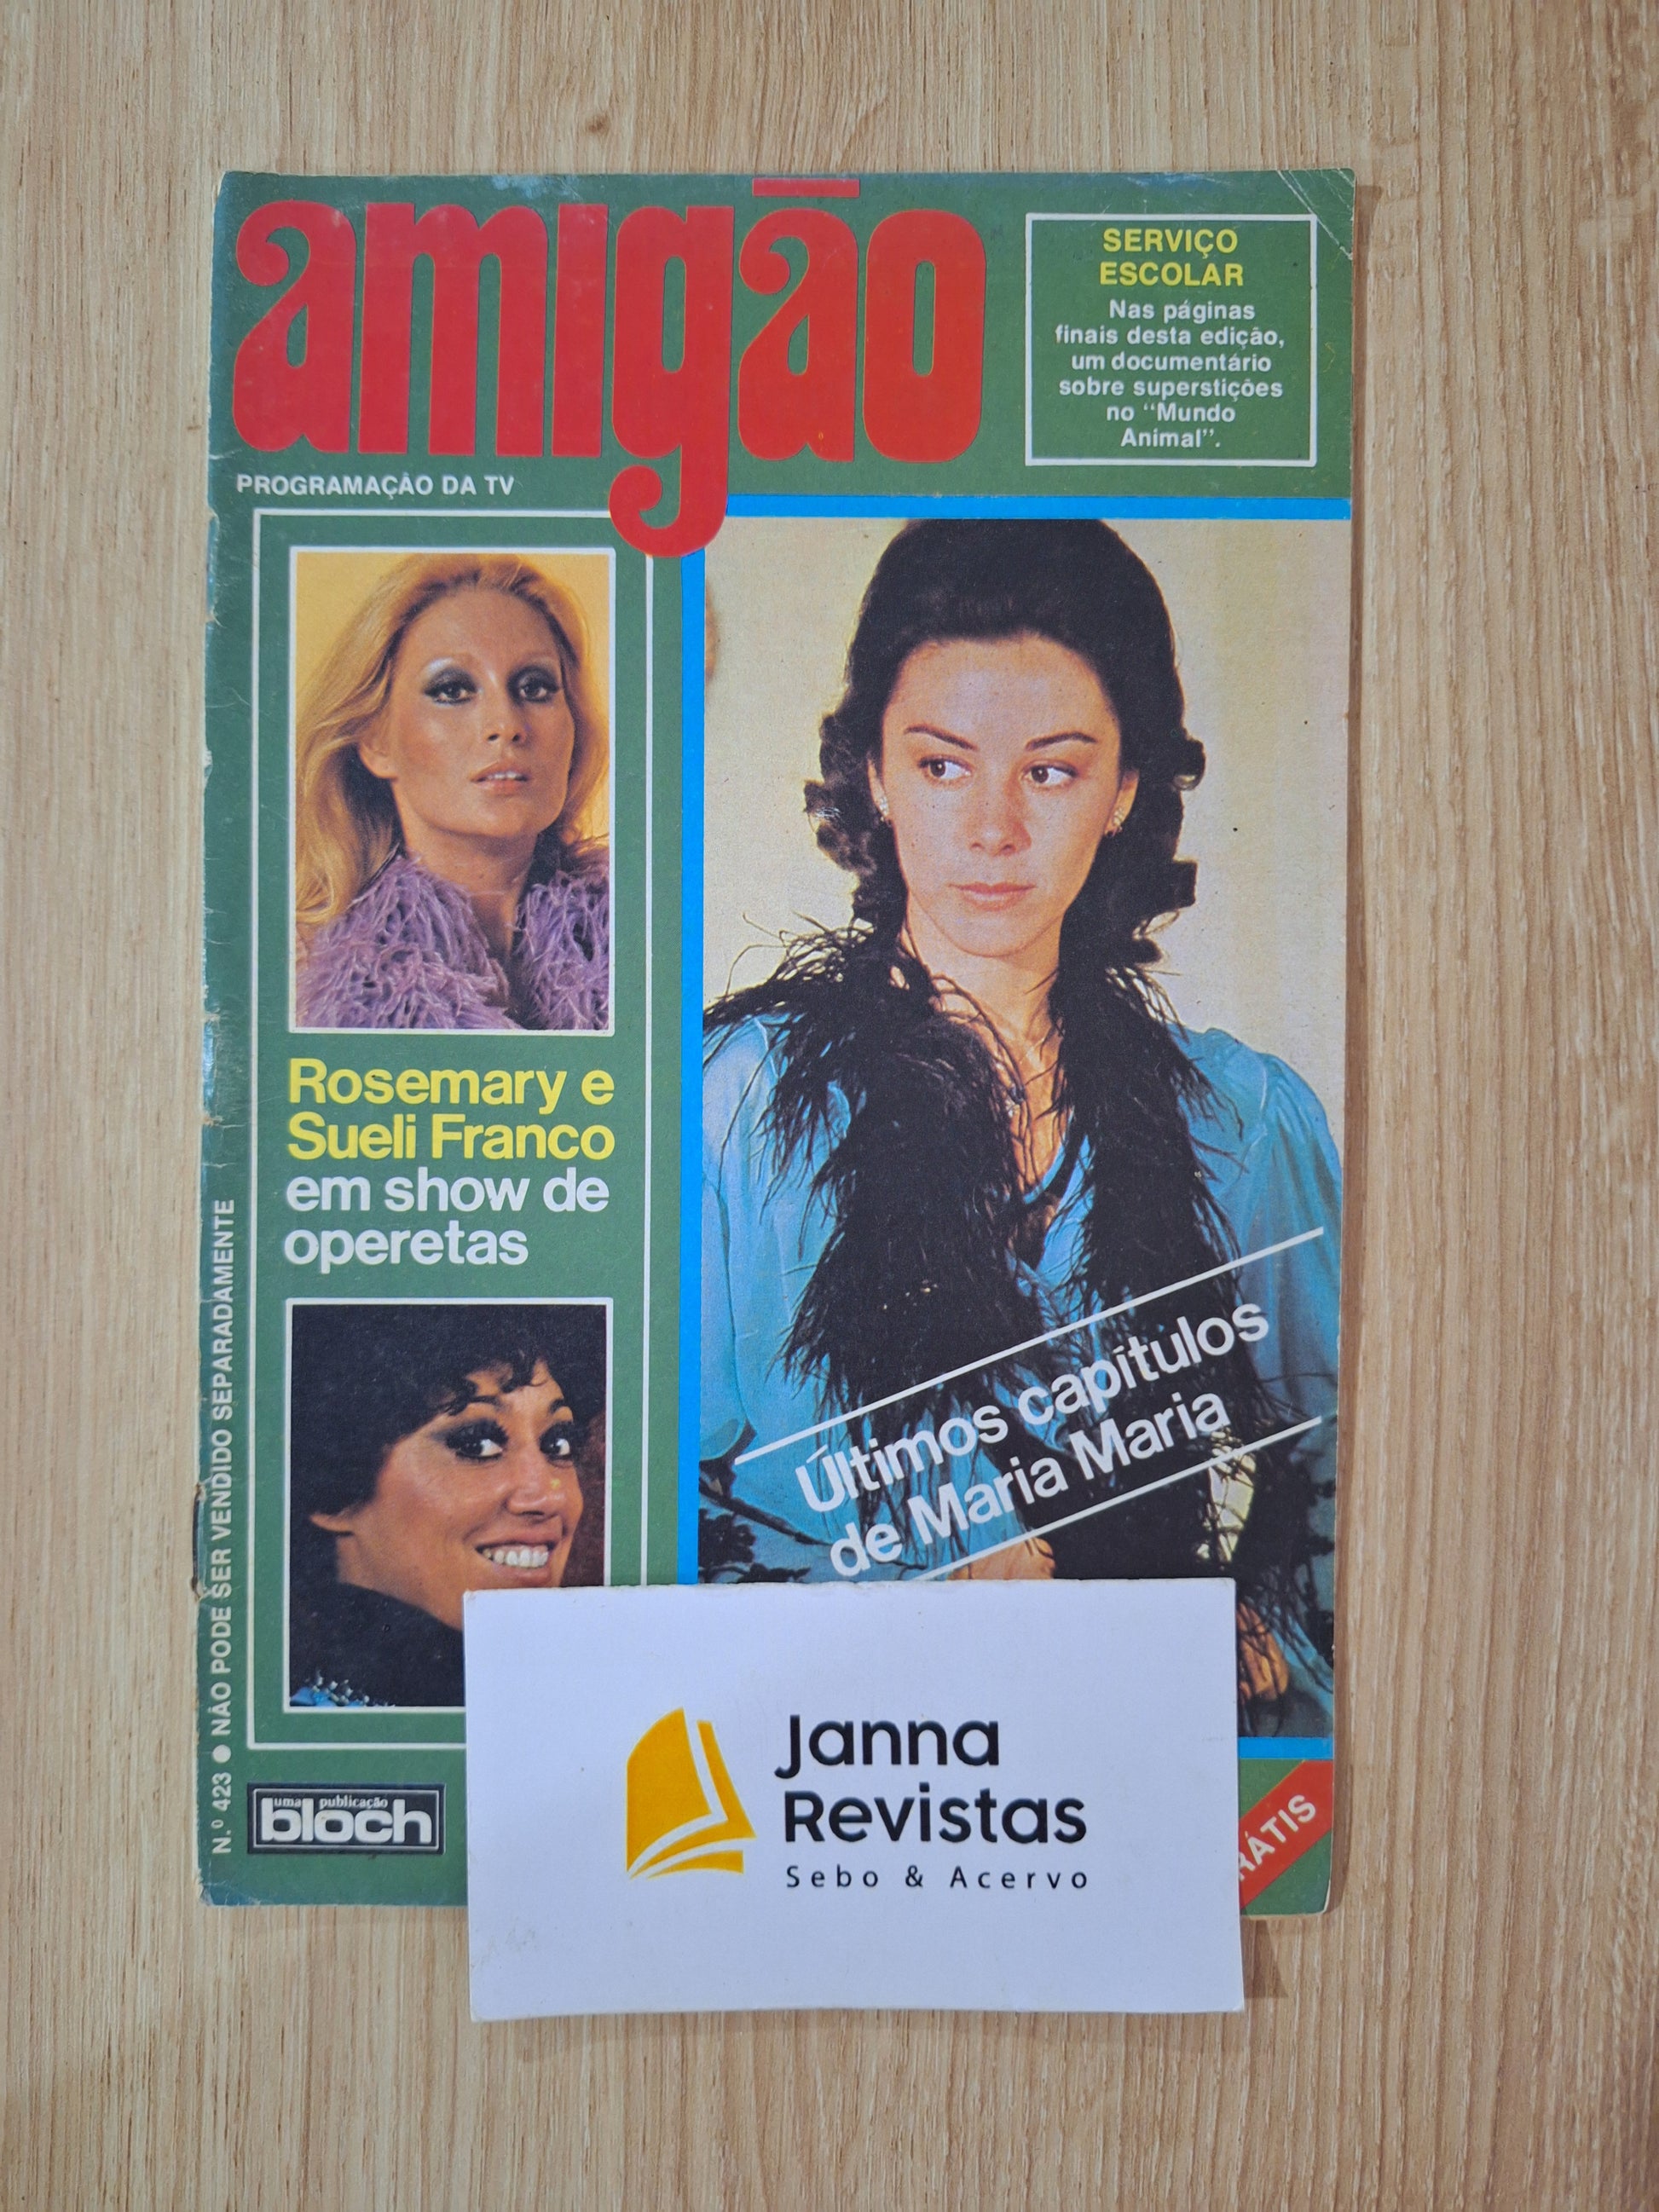 amigão
SERVIÇO
ESCOLAR
Nas páginas
finais desta edição,
um documentário
sobre superstições
no “Mundo
Animal”.
PROGRAMAÇÃO DA TV
Rosemary e
Sueli Franco
em show de
operetas
Últimos capítulos
de Maria Maria
N.º 423 ● NÃO PODE SER VENDIDO SEPARADAMENTE
uma publicação
bloch
Janna
Revistas
Sebo & Acervo